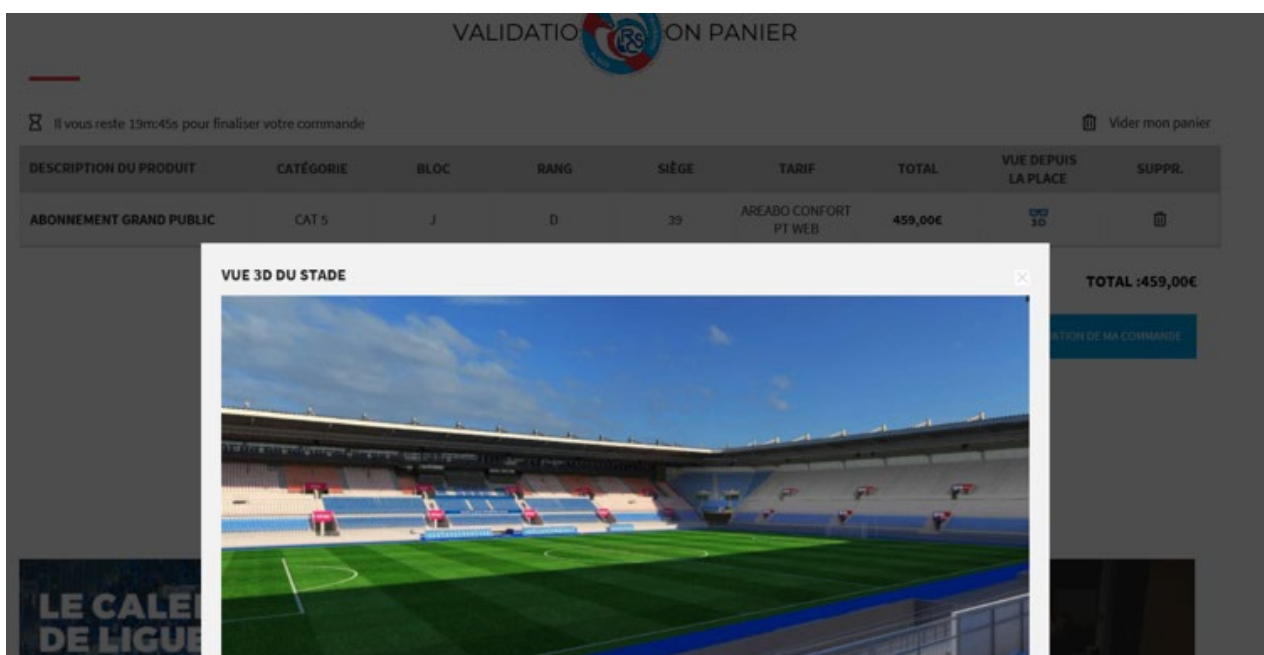 VALIDATIO ON PANIER
Il vous reste 19m:45s pour finaliser votre commande
Vider mon panier
DESCRIPTION DU PRODUIT CATÉGORIE BLOC RANG SIÈGE TARIF TOTAL VUE DEPUIS LA PLACE SUPPR.
ABONNEMENT GRAND PUBLIC CAT 5 J D 39 AREABO CONFORT PT WEB 459,00€ 3D
VUE 3D DU STADE
TOTAL :459,00€
ATION DE MA COMMANDE
LE CALE
DE LIGUE